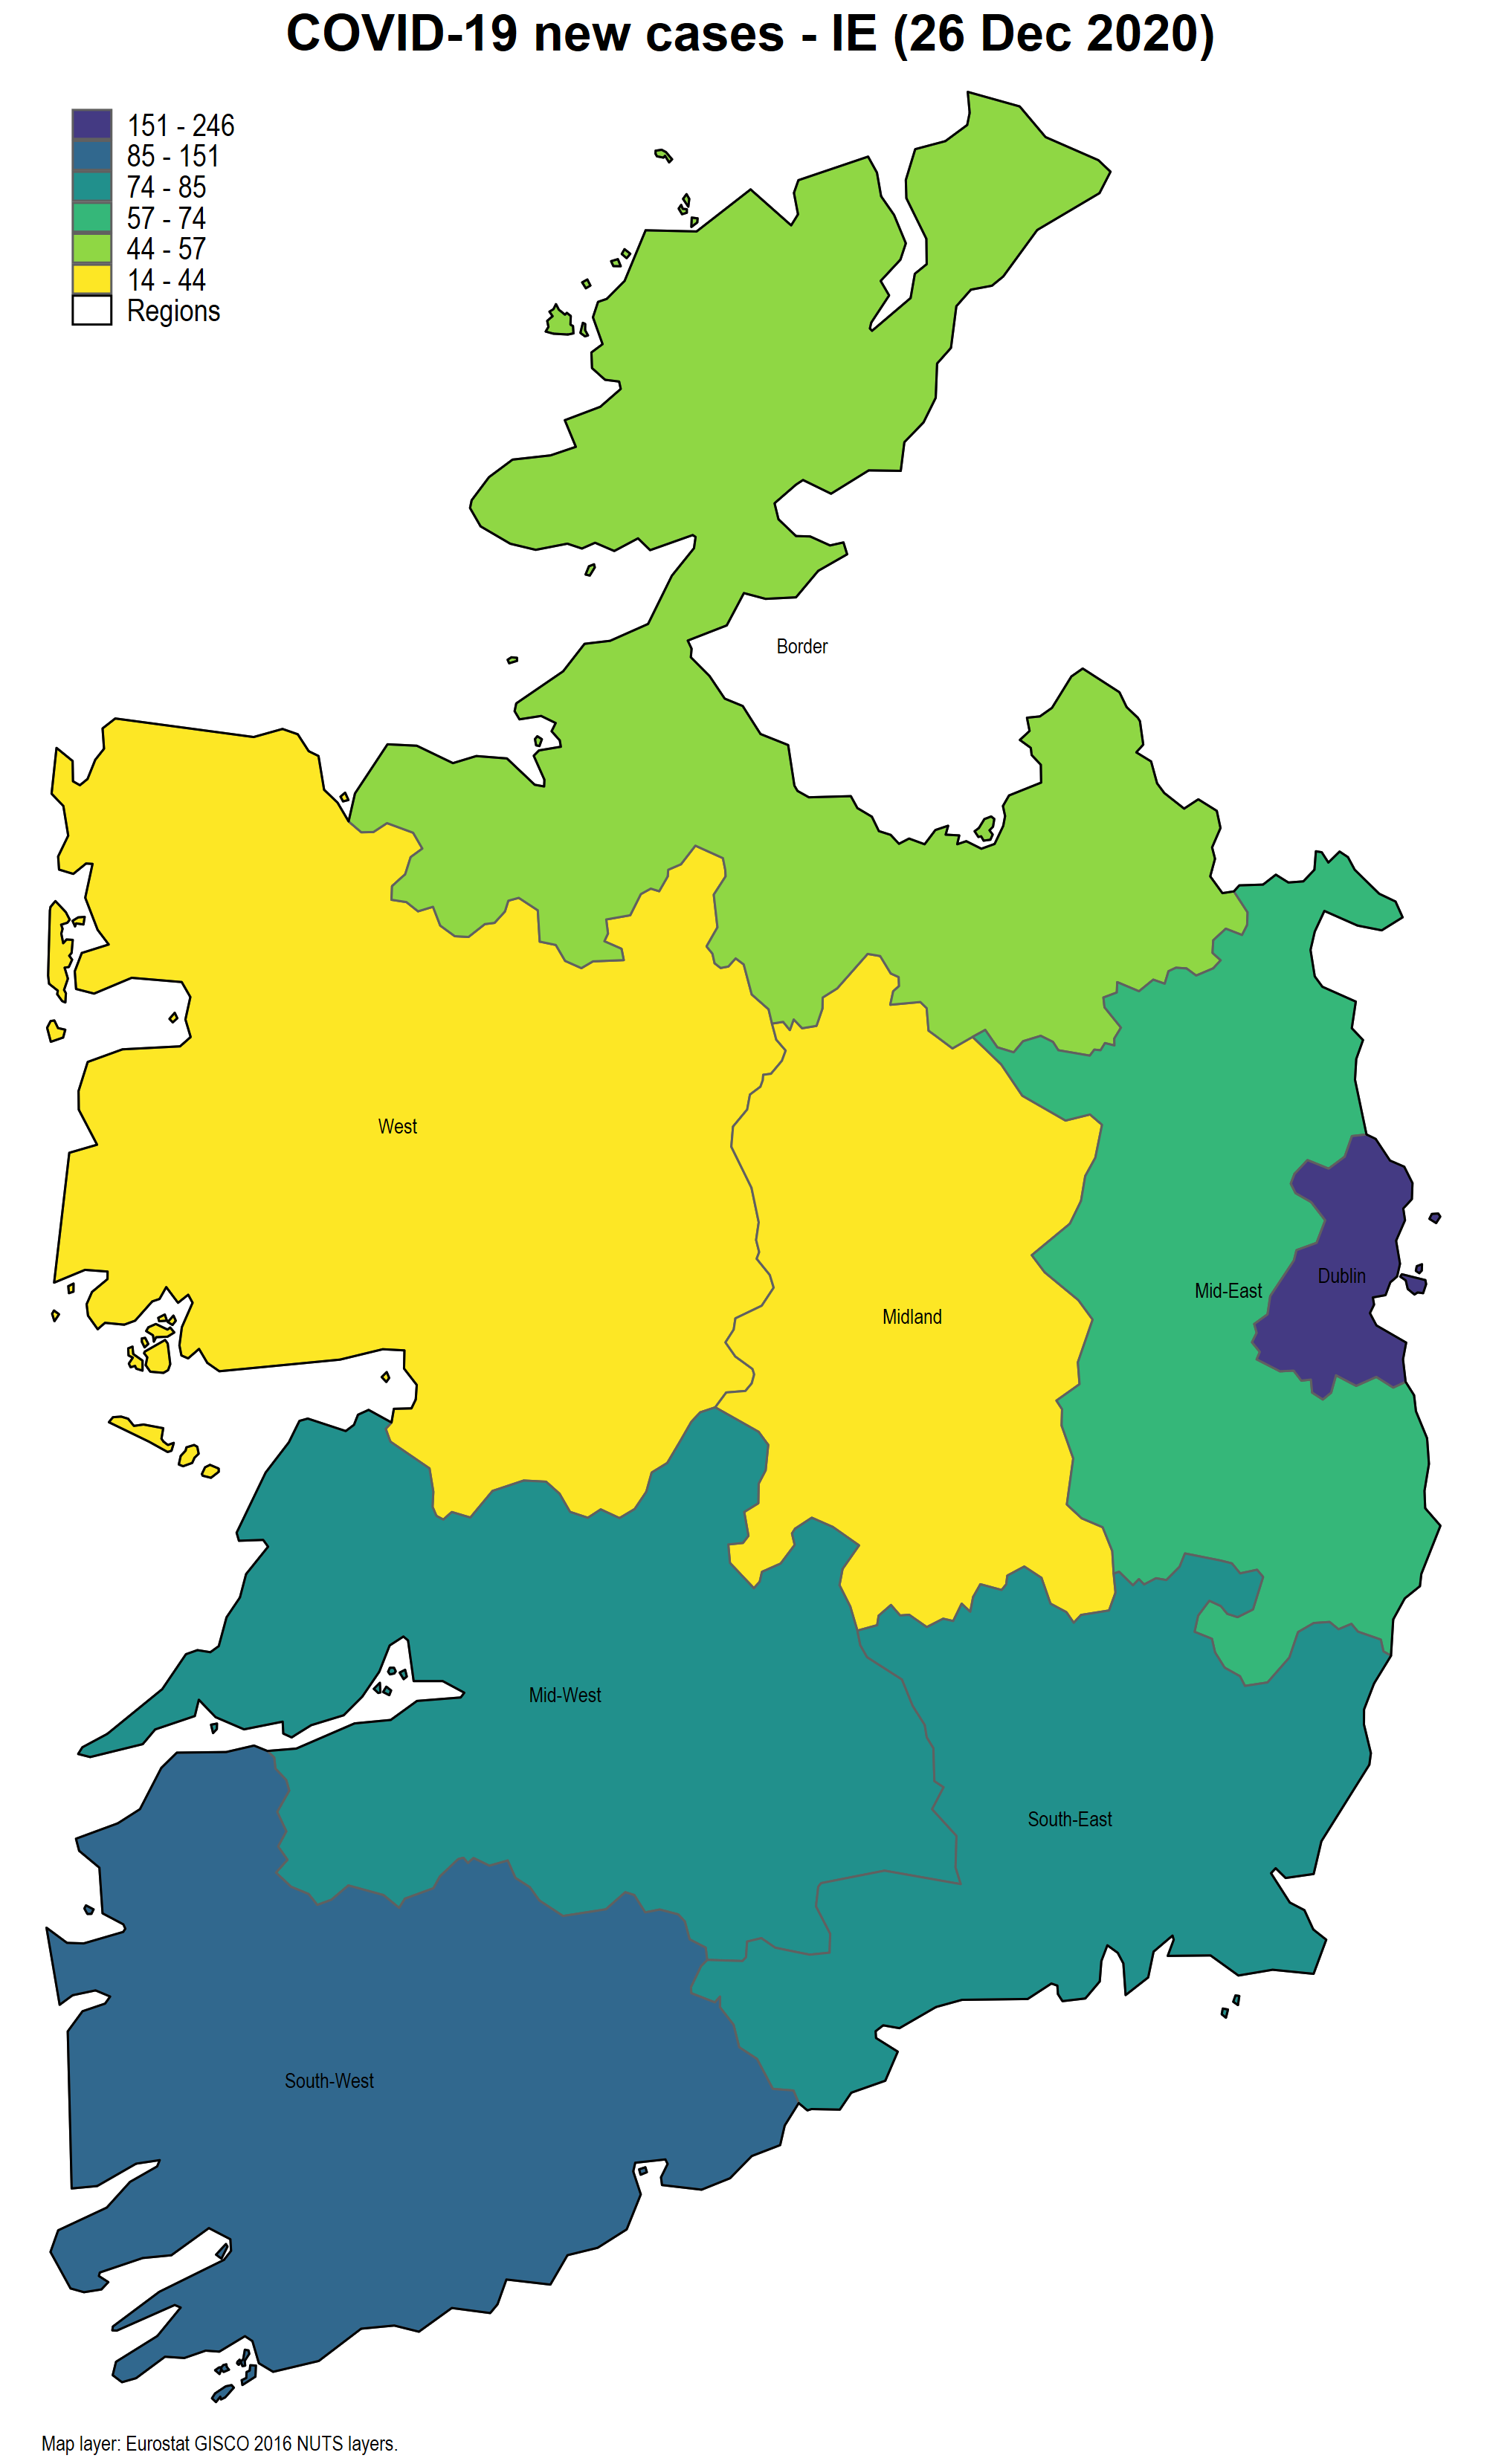 COVID-19 new cases - IE (26 Dec 2020)
151 - 246
85 - 151
74 - 85
57 - 74
44 - 57
14 - 44
Regions
Border
West
Dublin
Mid-East
Midland
Mid-West
South-East
South-West
Map layer: Eurostat GISCO 2016 NUTS layers.